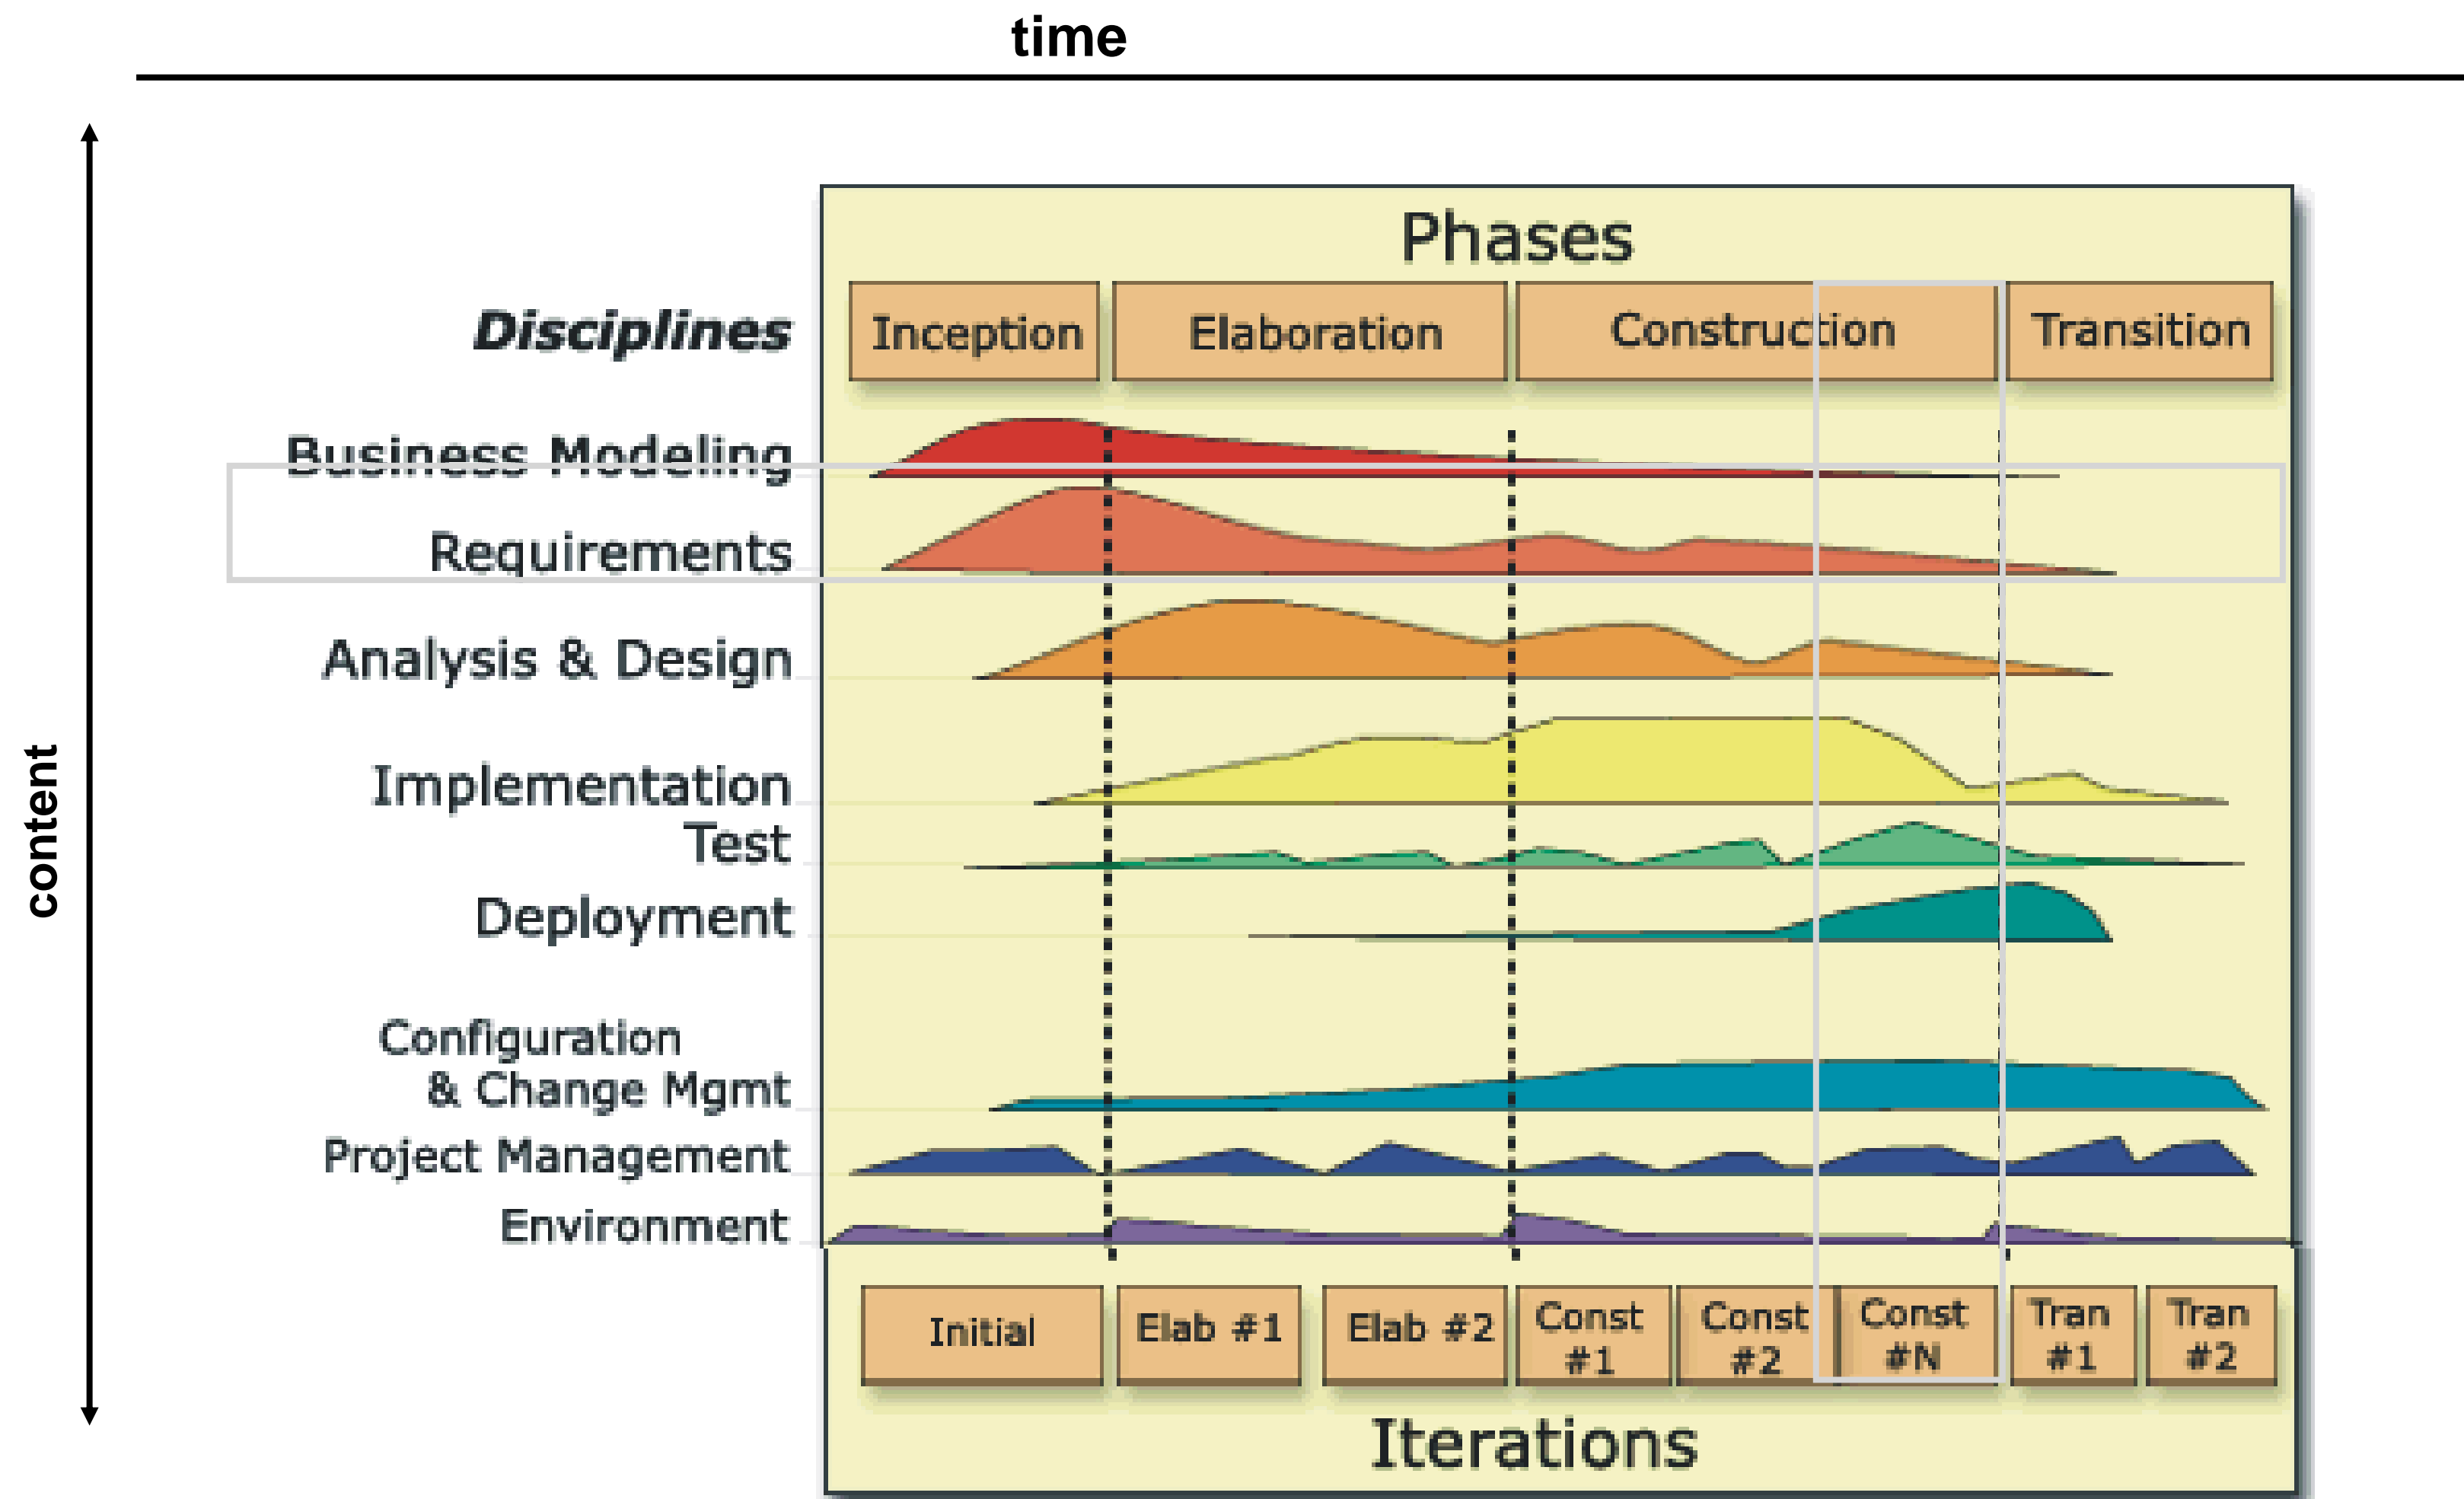 time
content
Phases
Disciplines
Inception
Elaboration
Construction
Transition
Business Modeling
Requirements
Analysis & Design
Implementation
Test
Deployment
Configuration
& Change Mgmt
Project Management
Environment
Initial
Elab #1
Elab #2
Const
#1
Const
#2
Const
#N
Tran
#1
Tran
#2
Iterations